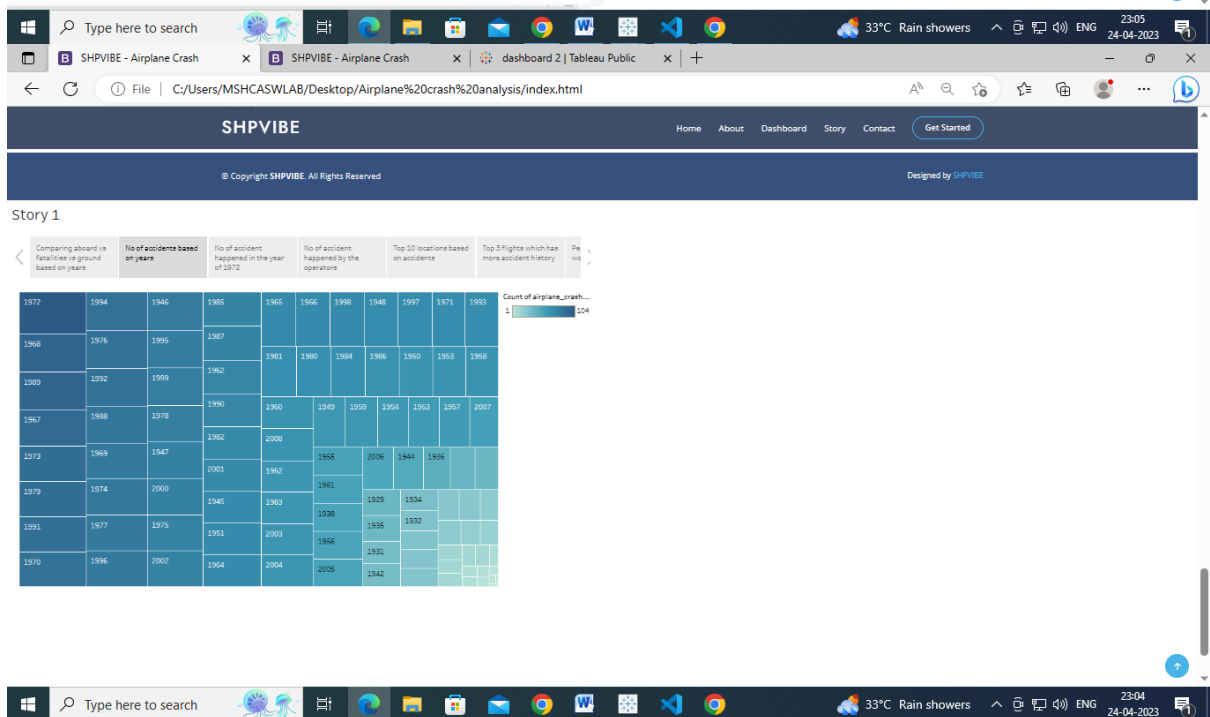 Type here to search
33°C Rain showers
ENG
23:05
24-04-2023
SHPVIBE - Airplane Crash
SHPVIBE - Airplane Crash
dashboard 2 | Tableau Public
File | C:/Users/MSHCASWLAB/Desktop/Airplane%20crash%20analysis/index.html
SHPVIBE
Home About Dashboard Story Contact Get Started
© Copyright SHPVIBE. All Rights Reserved
Designed by SHPVIBE
Story 1
Comparing aboard vs
fatalities vs ground
based on years
No of accidents based
on years
No of accident
happened in the year
of 1972
No of accident
happened by the
operators
Top 10 locations based
on accidents
Top 3 flights which has
more accident history
Pe
wo
Count of airplane_crash....
1 104
1972
1968
1989
1967
1973
1979
1991
1970
1994
1976
1992
1988
1969
1974
1977
1996
1946
1995
1999
1978
1947
2000
1975
2002
1985
1987
1962
1990
1982
2001
1945
1951
1964
1965 1966 1998 1948 1997 1971 1993
1981 1980 1984 1986 1950 1953 1958
1960
2008
1952
1983
2003
2004
1949 1959 1954 1963 1957 2007
1955
1961
1938
1956
2005
2006 1944 1936
1929
1935
1931
1942
1934
1932
Type here to search
33°C Rain showers
ENG
23:04
24-04-2023